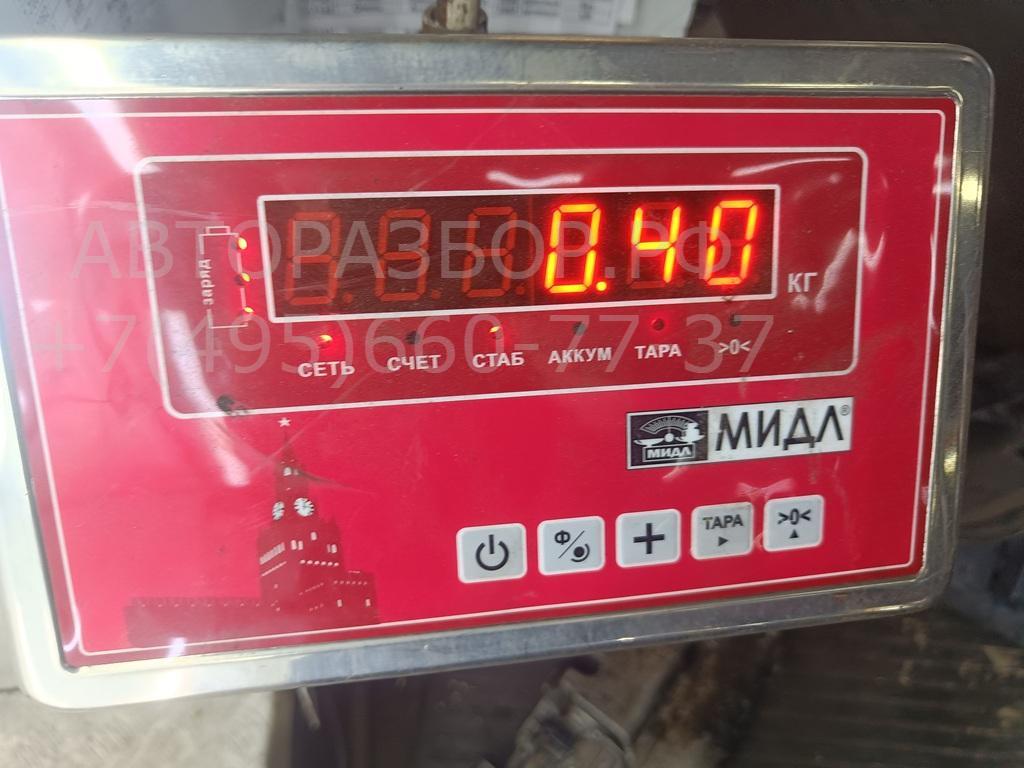 АВТОРАЗБОР.РФ
+7(495)660-77-37
0.40
КГ
заряд
СЕТЬ СЧЕТ СТАБ АККУМ ТАРА >0<
МИДЛ МИДЛ®
Ф/ + ТАРА >0<